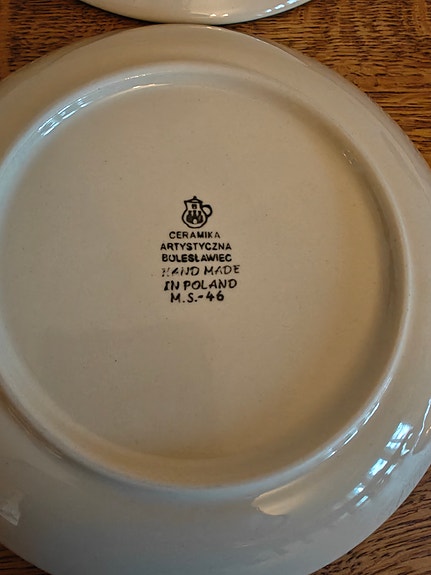 CERAMIKA
ARTYSTYCZNA
BOLESŁAWIEC
HAND MADE
IN POLAND
M.S.-46